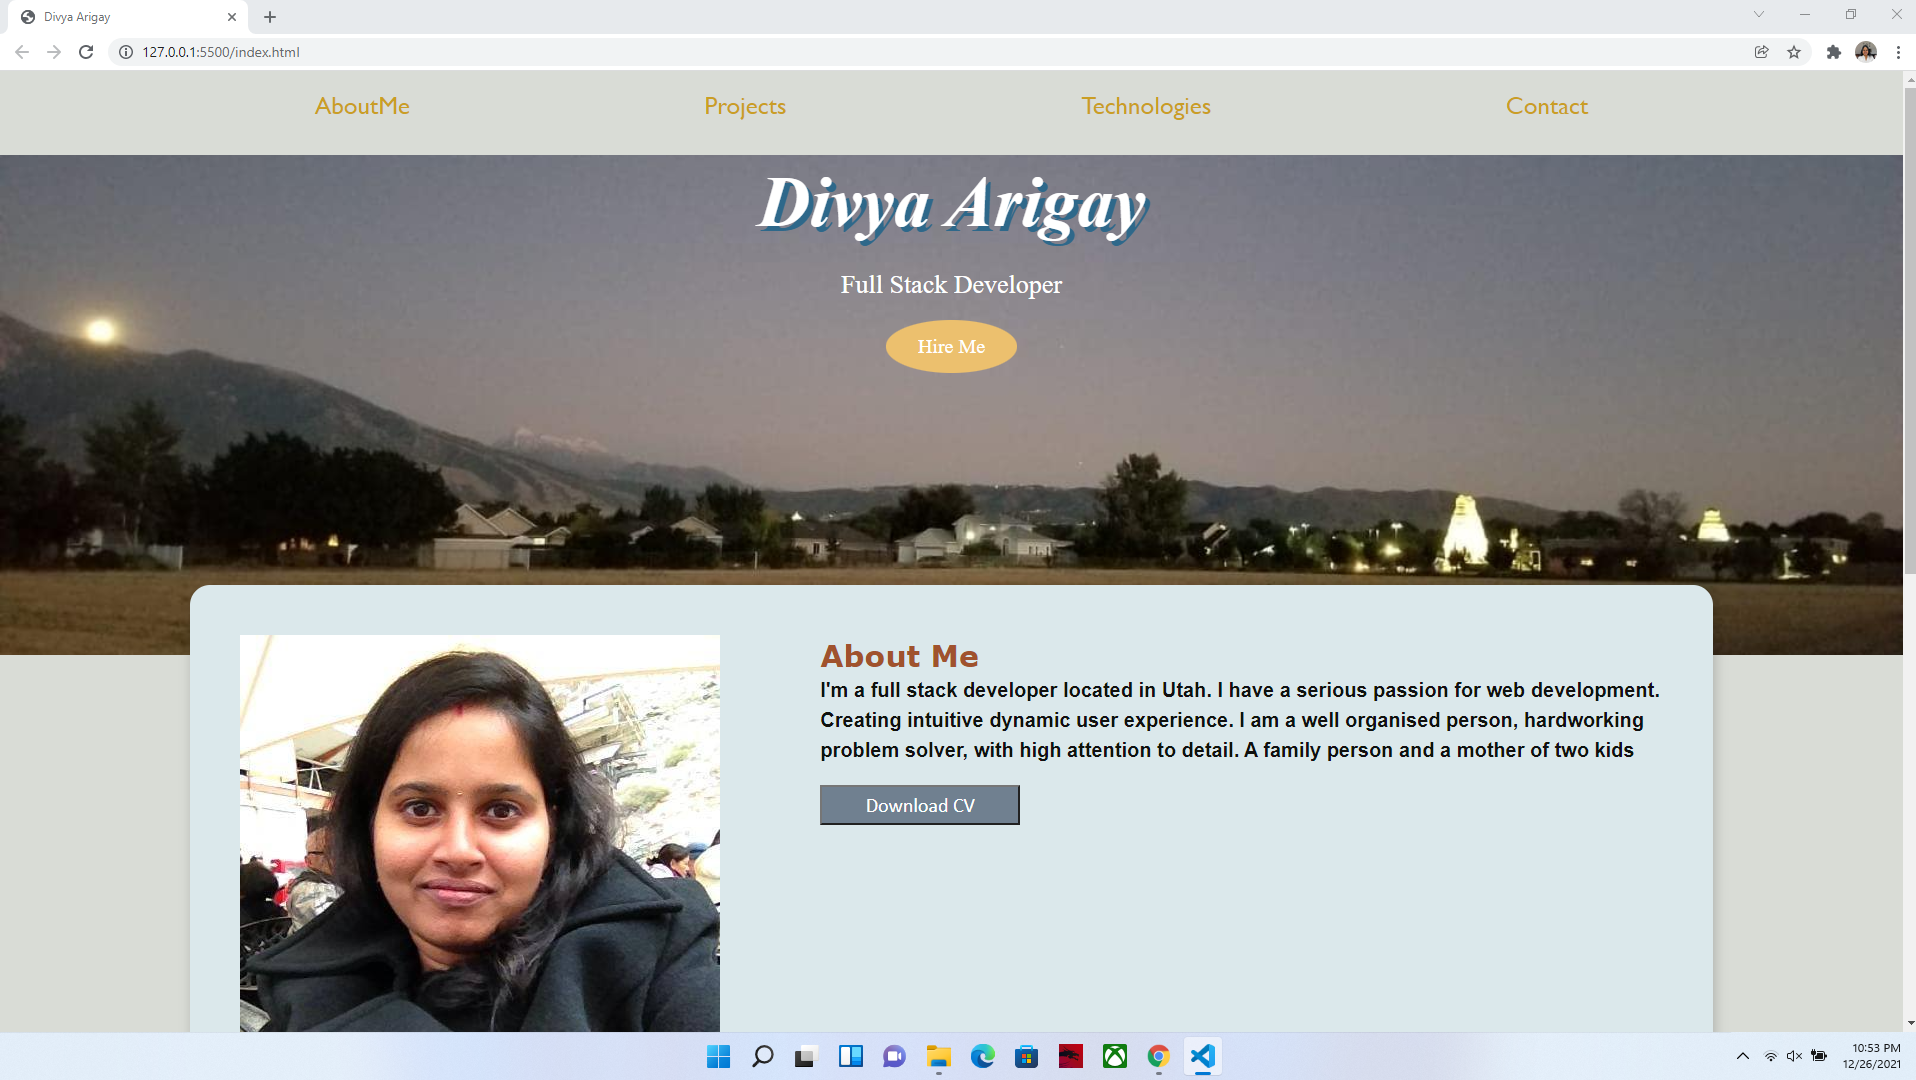 Divya Arigay
127.0.0.1:5500/index.html
AboutMe
Projects
Technologies
Contact
Divya Arigay
Full Stack Developer
Hire Me
About Me
I'm a full stack developer located in Utah. I have a serious passion for web development.
Creating intuitive dynamic user experience. I am a well organised person, hardworking
problem solver, with high attention to detail. A family person and a mother of two kids
Download CV
10:53 PM
12/26/2021